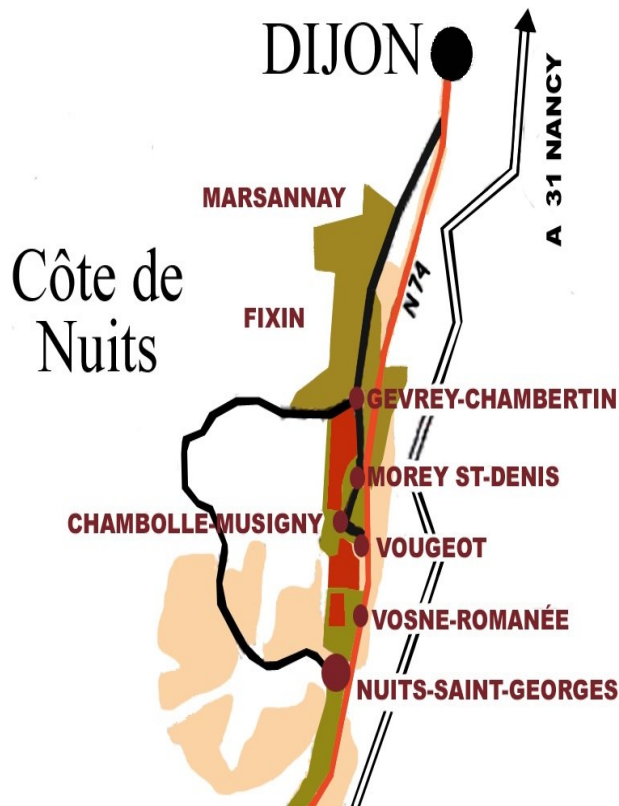 DIJON
A 31 NANCY
MARSANNAY
Côte de
Nuits
N 74
FIXIN
GEVREY-CHAMBERTIN
MOREY ST-DENIS
CHAMBOLLE-MUSIGNY
VOUGEOT
VOSNE-ROMANÉE
NUITS-SAINT-GEORGES